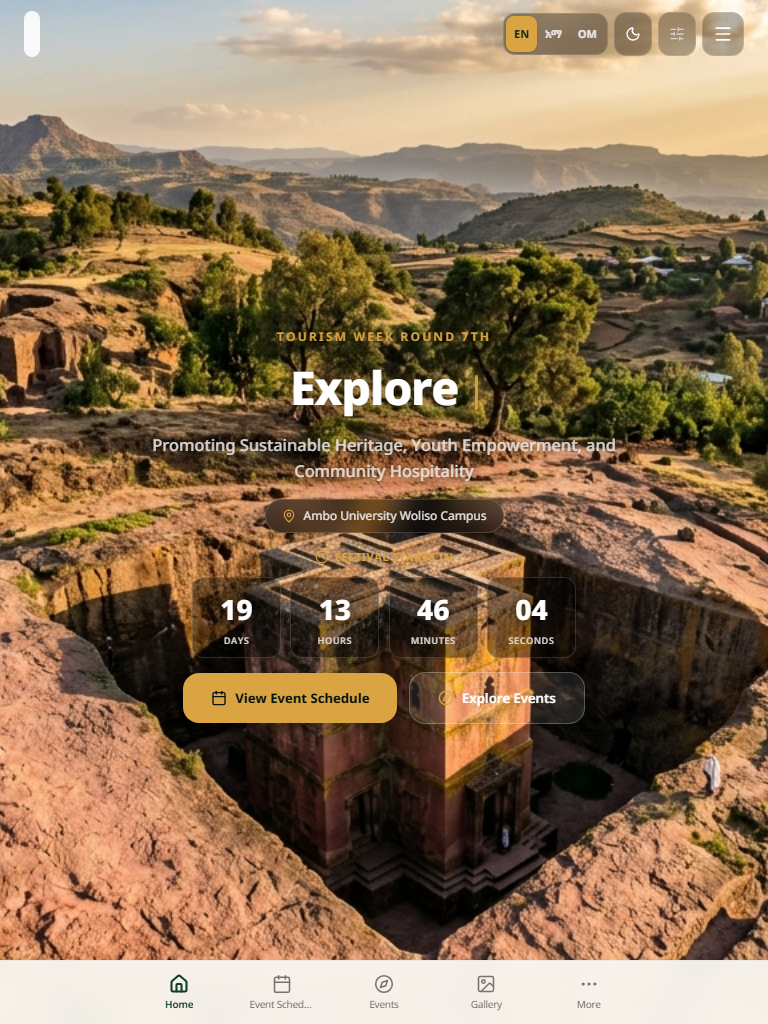 EN አማ OM
TOURISM WEEK ROUND 7TH
Explore
Promoting Sustainable Heritage, Youth Empowerment, and
Community Hospitality
Ambo University Woliso Campus
FESTIVAL
19 13 46 04
DAYS HOURS MINUTES SECONDS
View Event Schedule Explore Events
Home Event Sched... Events Gallery More